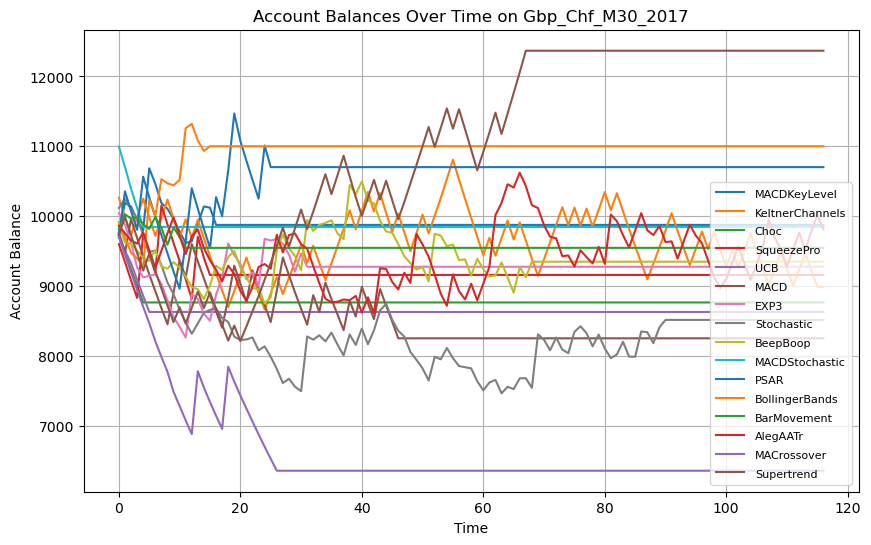 Account Balances Over Time on Gbp_Chf_M30_2017
Account Balance
12000
11000
10000
9000
8000
7000
0
20
40
60
80
100
120
Time
MACDKeyLevel
KeltnerChannels
Choc
SqueezePro
UCB
MACD
EXP3
Stochastic
BeepBoop
MACDStochastic
PSAR
BollingerBands
BarMovement
AlegAATr
MACrossover
Supertrend